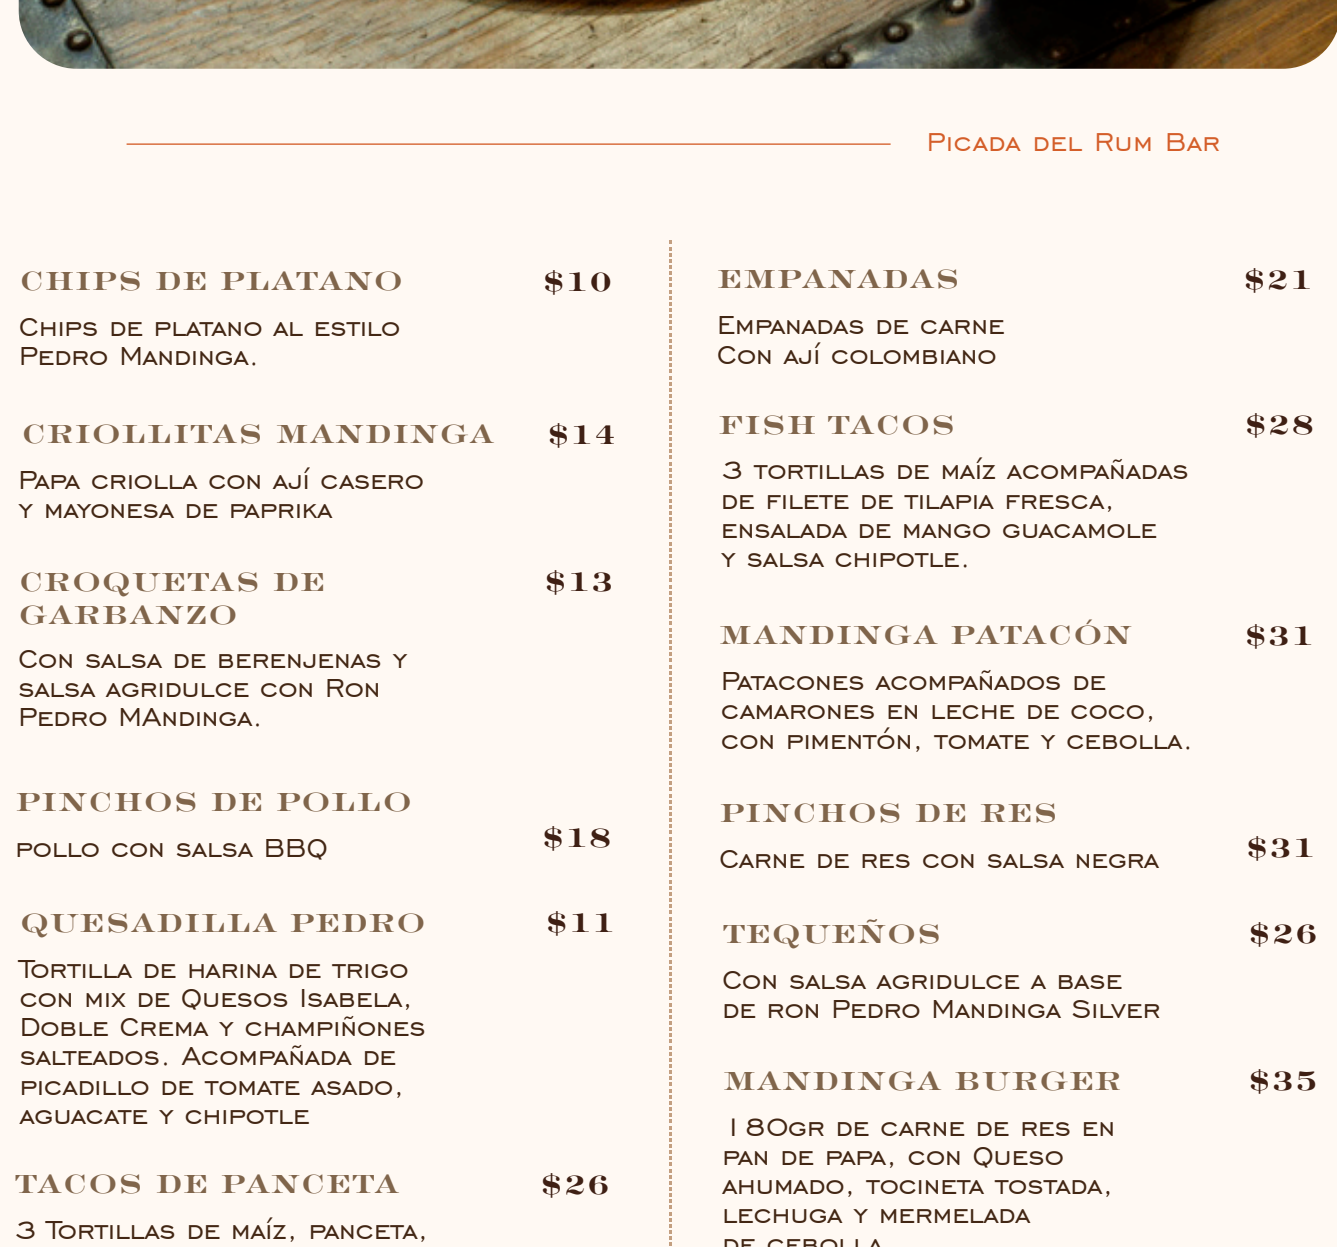 Picada del Rum Bar
CHIPS DE PLATANO $10
Chips de platano al estilo
Pedro Mandinga.
CRIOLLITAS MANDINGA $14
Papa criolla con ají casero
y mayonesa de paprika
CROQUETAS DE $13
GARBANZO
Con salsa de berenjenas y
salsa agridulce con Ron
Pedro MAndinga.
PINCHOS DE POLLO
$18
pollo con salsa BBQ
QUESADILLA PEDRO $11
Tortilla de harina de trigo
con mix de Quesos Isabela,
Doble Crema y champiñones
salteados. Acompañada de
picadillo de tomate asado,
aguacate y chipotle
TACOS DE PANCETA $26
3 Tortillas de maíz, panceta,
EMPANADAS $21
Empanadas de carne
Con ají colombiano
FISH TACOS $28
3 tortillas de maíz acompañadas
de filete de tilapia fresca,
ensalada de mango guacamole
y salsa chipotle.
MANDINGA PATACÓN $31
Patacones acompañados de
camarones en leche de coco,
con pimentón, tomate y cebolla.
PINCHOS DE RES
$31
Carne de res con salsa negra
TEQUEÑOS $26
Con salsa agridulce a base
de ron Pedro Mandinga Silver
MANDINGA BURGER $35
180gr de carne de res en
pan de papa, con Queso
ahumado, tocineta tostada,
lechuga y mermelada
de cebolla